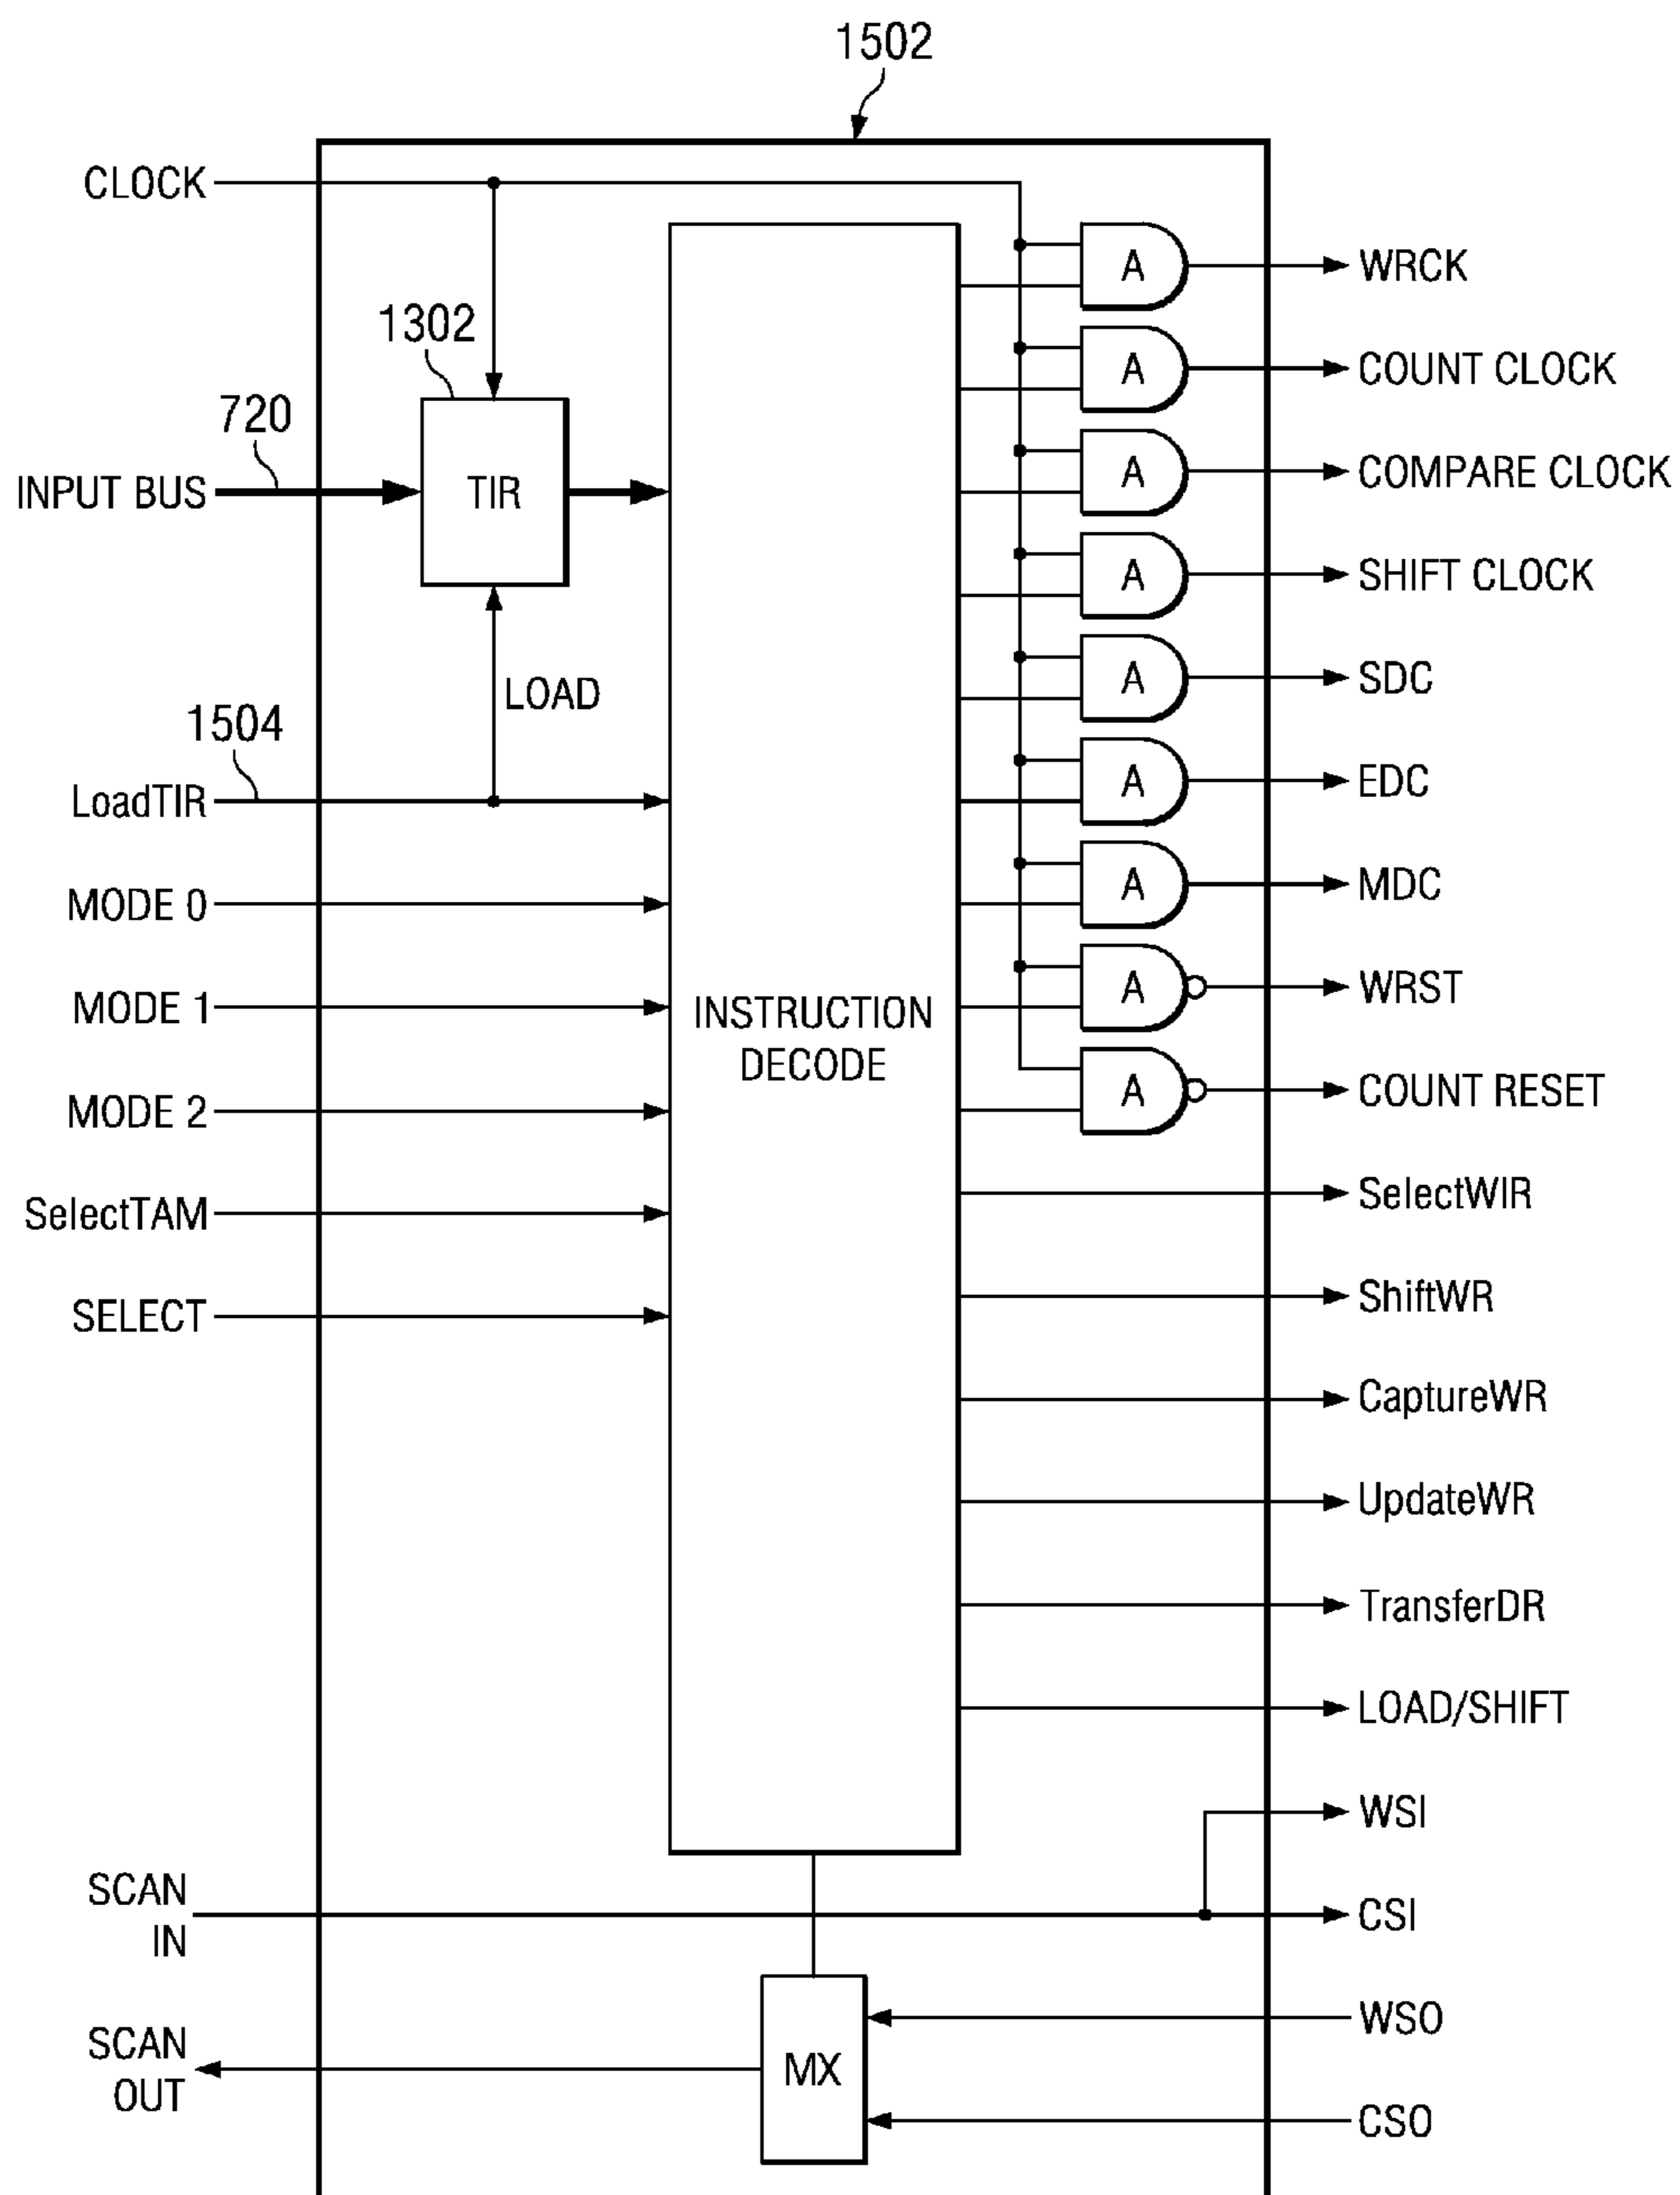 1502
CLOCK
A
WRCK
1302
A
COUNT CLOCK
720
INPUT BUS
TIR
A
COMPARE CLOCK
A
SHIFT CLOCK
LOAD
A
SDC
1504
LoadTIR
A
EDC
MODE 0
A
MDC
MODE 1
INSTRUCTION
DECODE
A
WRST
MODE 2
A
COUNT RESET
SelectTAM
SelectWIR
SELECT
ShiftWR
CaptureWR
UpdateWR
TransferDR
LOAD/SHIFT
WSI
SCAN
IN
CSI
WSO
SCAN
OUT
MX
CSO